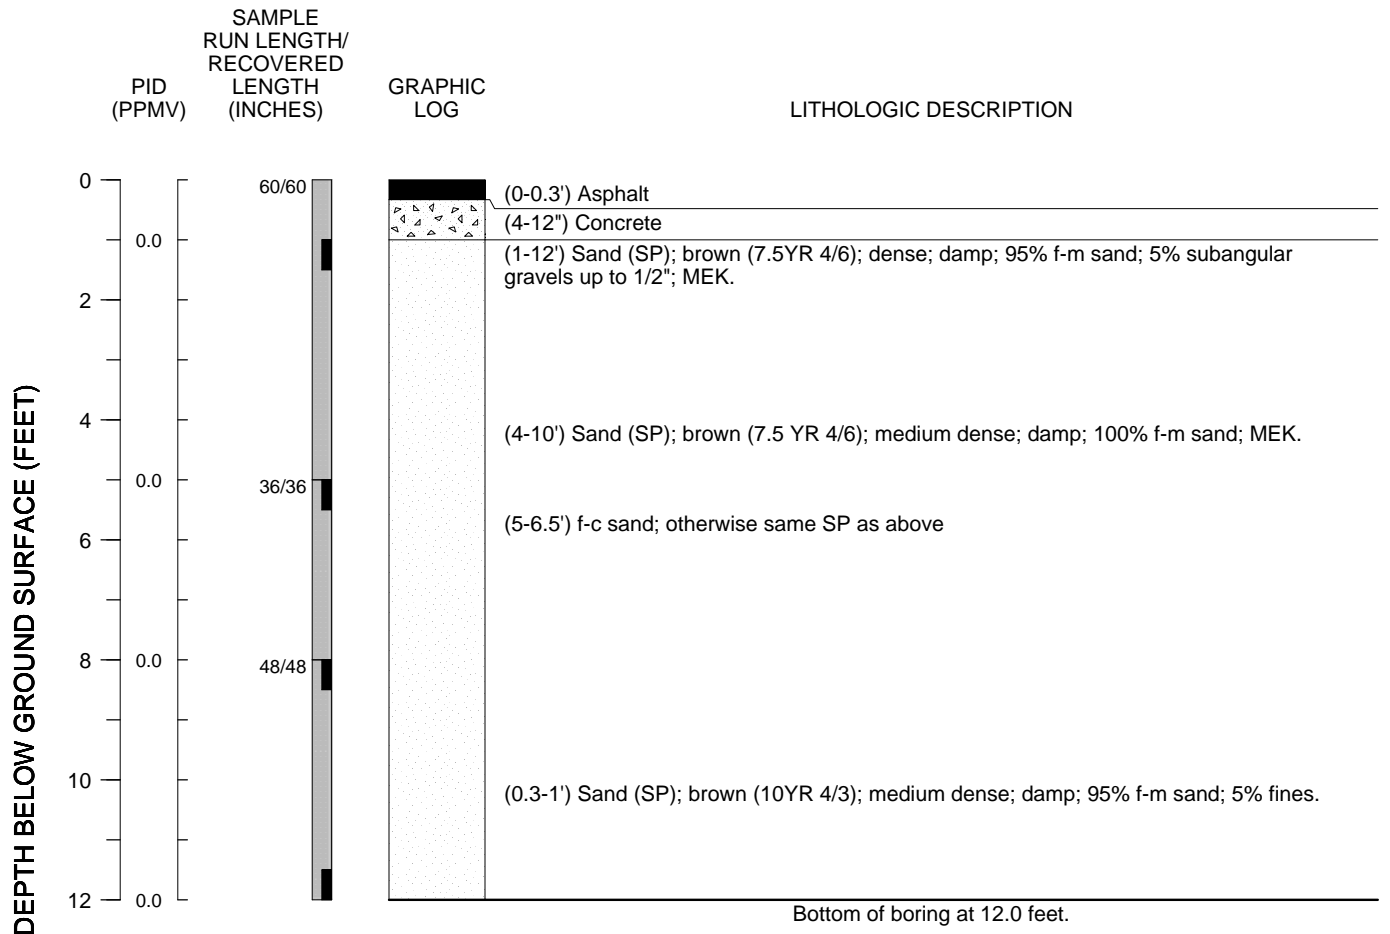 SAMPLE
RUN LENGTH/
RECOVERED
LENGTH
(INCHES)
PID
(PPMV)
GRAPHIC
LOG
LITHOLOGIC DESCRIPTION
DEPTH BELOW GROUND SURFACE (FEET)
0
60/60
(0-0.3') Asphalt
(4-12") Concrete
0.0
(1-12') Sand (SP); brown (7.5YR 4/6); dense; damp; 95% f-m sand; 5% subangular
gravels up to 1/2"; MEK.
2
4
(4-10') Sand (SP); brown (7.5 YR 4/6); medium dense; damp; 100% f-m sand; MEK.
0.0
36/36
(5-6.5') f-c sand; otherwise same SP as above
6
8
0.0
48/48
10
(0.3-1') Sand (SP); brown (10YR 4/3); medium dense; damp; 95% f-m sand; 5% fines.
12
0.0
Bottom of boring at 12.0 feet.